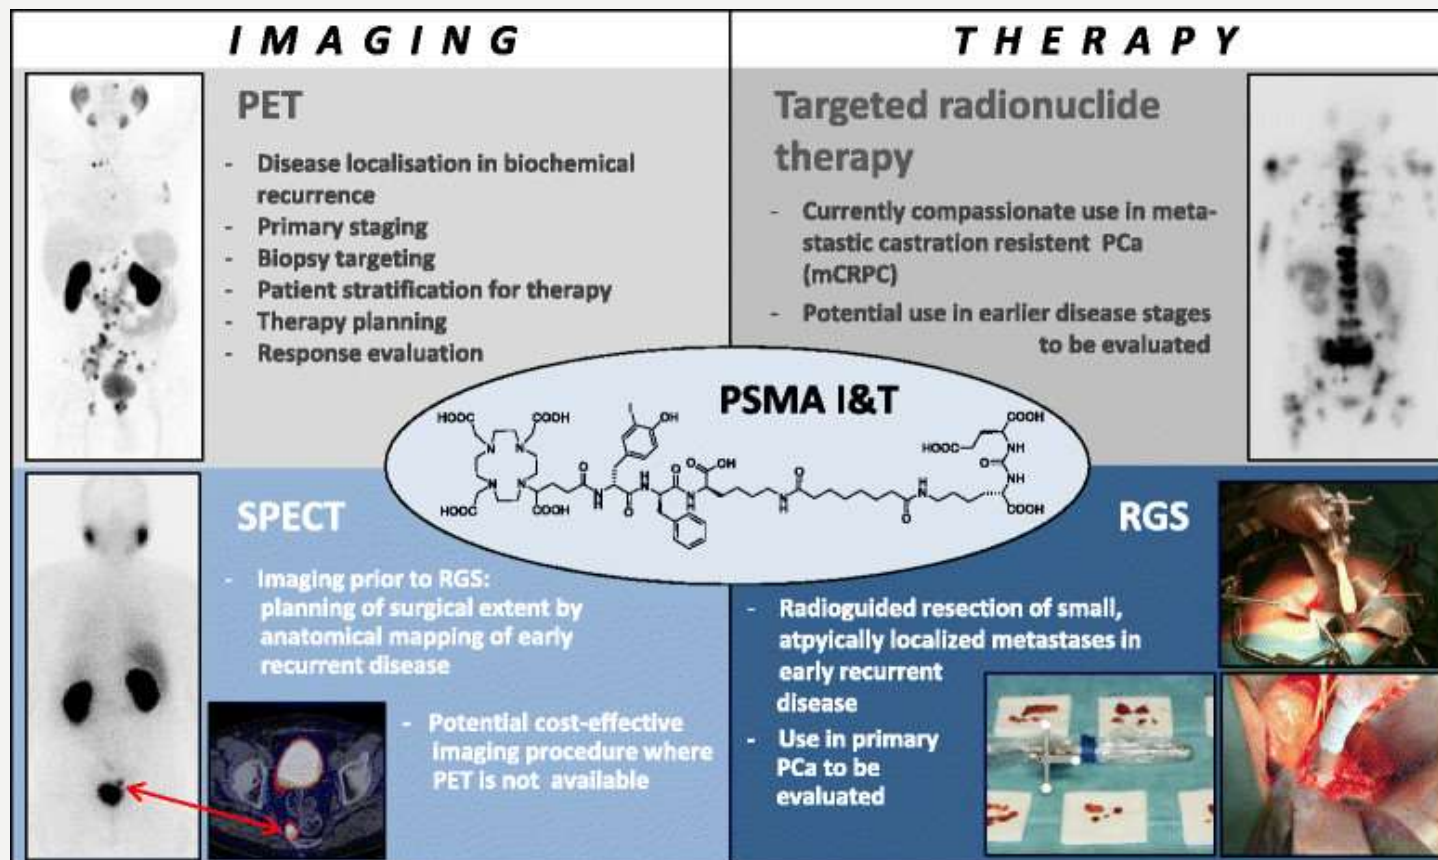 IMAGING
THERAPY
PET
- Disease localisation in biochemical
recurrence
- Primary staging
- Biopsy targeting
- Patient stratification for therapy
- Therapy planning
- Response evaluation
Targeted radionuclide
therapy
- Currently compassionate use in meta-
stastic castration resistent PCa
(mCRPC)
- Potential use in earlier disease stages
to be evaluated
PSMA I&T
HOOC
COOH
I
OH
COOH
HOOC
NH
O
NH
COOH
N
N
N
N
HOOC
COOH
O
HN
O
HN
O
HN
O
OH
HN
O
O
HN
SPECT
- Imaging prior to RGS:
planning of surgical extent by
anatomical mapping of early
recurrent disease
- Potential cost-effective
imaging procedure where
PET is not available
RGS
- Radioguided resection of small,
atpyically localized metastases in
early recurrent
disease
- Use in primary
PCa to be
evaluated